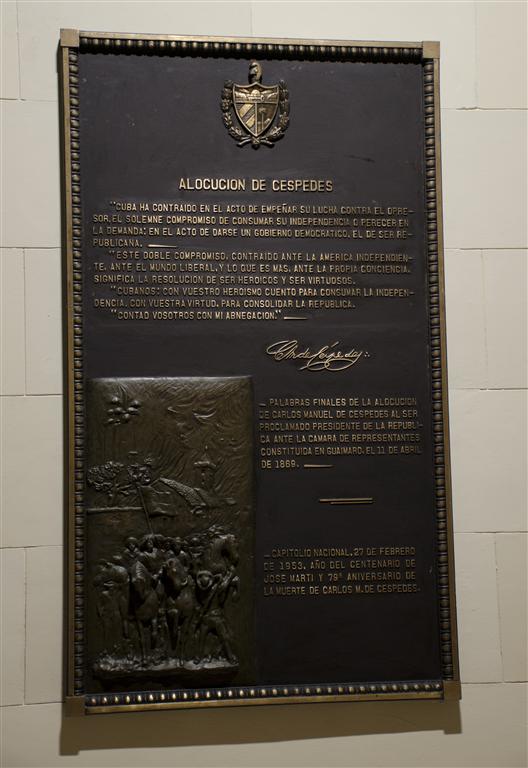 ALOCUCION DE CESPEDES
"CUBA HA CONTRAIDO EN EL ACTO DE EMPEÑAR SU LUCHA CONTRA EL OPRE-
SOR, EL SOLEMNE COMPROMISO DE CONSUMAR SU INDEPENDENCIA O PERECER EN
LA DEMANDA; EN EL ACTO DE DARSE UN GOBIERNO DEMOCRATICO, EL DE SER RE-
PUBLICANA.
"ESTE DOBLE COMPROMISO, CONTRAIDO ANTE LA AMERICA INDEPENDIEN-
TE, ANTE EL MUNDO LIBERAL, Y LO QUE ES MAS, ANTE LA PROPIA CONCIENCIA,
SIGNIFICA LA RESOLUCION DE SER HEROICOS Y SER VIRTUOSOS.
"CUBANOS: CON VUESTRO HEROISMO CUENTO PARA CONSUMAR LA INDEPEN-
DENCIA, CON VUESTRA VIRTUD, PARA CONSOLIDAR LA REPUBLICA.
"CONTAD VOSOTROS CON MI ABNEGACION."
C M de Céspedes
_ PALABRAS FINALES DE LA ALOCUCION
DE CARLOS MANUEL DE CESPEDES AL SER
PROCLAMADO PRESIDENTE DE LA REPUBLI-
CA ANTE LA CAMARA DE REPRESENTANTES
CONSTITUIDA EN GUAIMARO, EL 11 DE ABRIL
DE 1869.
_ CAPITOLIO NACIONAL, 27 DE FEBRERO
DE 1953, AÑO DEL CENTENARIO DE
JOSE MARTI Y 79º ANIVERSARIO DE
LA MUERTE DE CARLOS M. DE CESPEDES.